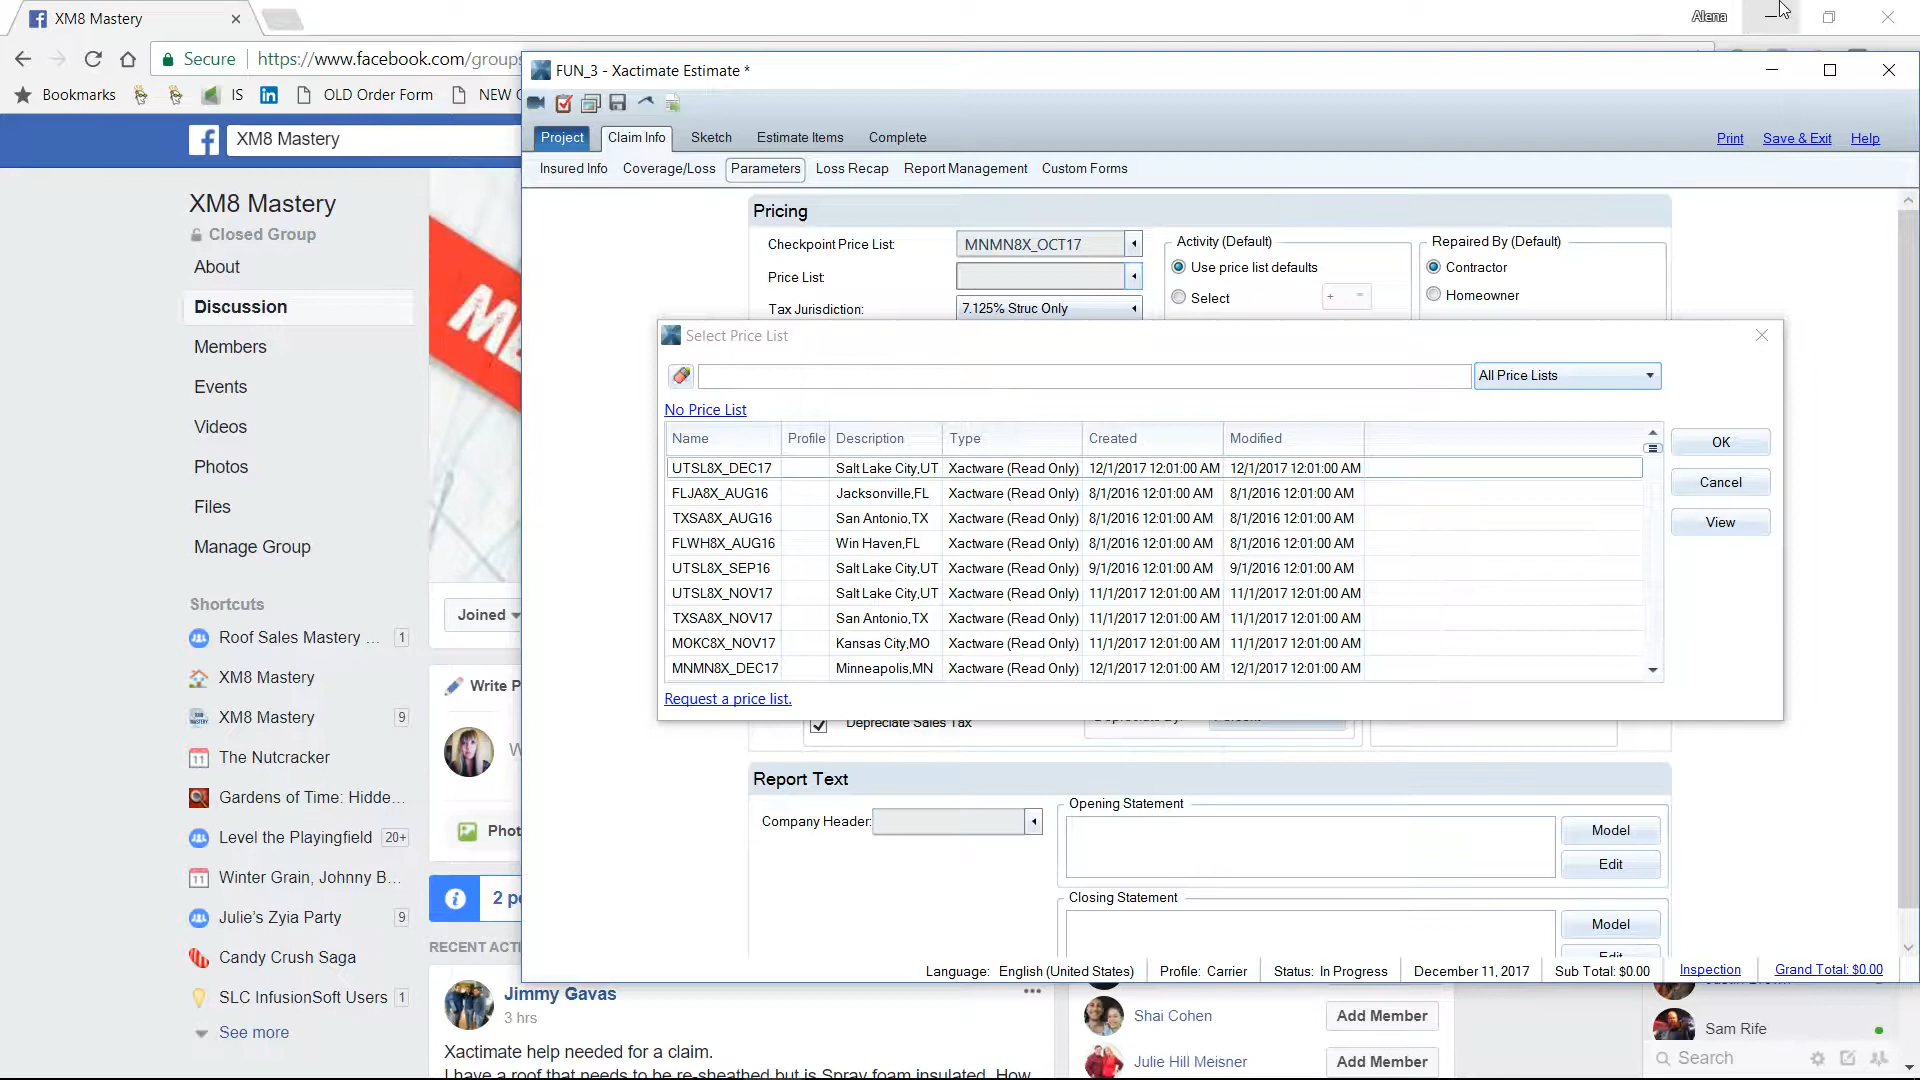 XM8 Mastery
Alena
Secure
https://www.facebook.com/groups
Bookmarks
IS
OLD Order Form
NEW
XM8 Mastery
XM8 Mastery
Closed Group
About
Discussion
Members
Events
Videos
Photos
Files
Manage Group
Shortcuts
Roof Sales Mastery ... 1
XM8 Mastery
XM8 Mastery 9
The Nutcracker
Gardens of Time: Hidde...
Level the Playingfield 20+
Winter Grain, Johnny B...
Julie's Zyia Party 9
Candy Crush Saga
SLC InfusionSoft Users 1
See more
Joined
Write P
Phot
2 pe
RECENT ACTI
Jimmy Gavas
3 hrs
Xactimate help needed for a claim.
I have a roof that needs to be re-sheathed but is Spray foam insulated. How
FUN_3 - Xactimate Estimate *
Project Claim Info Sketch Estimate Items Complete
Print Save & Exit Help
Insured Info Coverage/Loss Parameters Loss Recap Report Management Custom Forms
Pricing
Checkpoint Price List: MNMN8X_OCT17
Price List:
Tax Jurisdiction: 7.125% Struc Only
Activity (Default)
Use price list defaults
Select +
Repaired By (Default)
Contractor
Homeowner
Select Price List
All Price Lists
No Price List
Name Profile Description Type Created Modified
UTSL8X_DEC17 Salt Lake City,UT Xactware (Read Only) 12/1/2017 12:01:00 AM 12/1/2017 12:01:00 AM
FLJA8X_AUG16 Jacksonville,FL Xactware (Read Only) 8/1/2016 12:01:00 AM 8/1/2016 12:01:00 AM
TXSA8X_AUG16 San Antonio,TX Xactware (Read Only) 8/1/2016 12:01:00 AM 8/1/2016 12:01:00 AM
FLWH8X_AUG16 Win Haven,FL Xactware (Read Only) 8/1/2016 12:01:00 AM 8/1/2016 12:01:00 AM
UTSL8X_SEP16 Salt Lake City,UT Xactware (Read Only) 9/1/2016 12:01:00 AM 9/1/2016 12:01:00 AM
UTSL8X_NOV17 Salt Lake City,UT Xactware (Read Only) 11/1/2017 12:01:00 AM 11/1/2017 12:01:00 AM
TXSA8X_NOV17 San Antonio,TX Xactware (Read Only) 11/1/2017 12:01:00 AM 11/1/2017 12:01:00 AM
MOKC8X_NOV17 Kansas City,MO Xactware (Read Only) 11/1/2017 12:01:00 AM 11/1/2017 12:01:00 AM
MNMN8X_DEC17 Minneapolis,MN Xactware (Read Only) 12/1/2017 12:01:00 AM 12/1/2017 12:01:00 AM
OK
Cancel
View
Request a price list.
Depreciate Sales Tax
Report Text
Company Header:
Opening Statement
Model
Edit
Closing Statement
Model
Edit
Language: English (United States) Profile: Carrier Status: In Progress December 11, 2017 Sub Total: $0.00 Inspection Grand Total: $0.00
Shai Cohen Add Member
Julie Hill Meisner Add Member
Sam Rife
Search